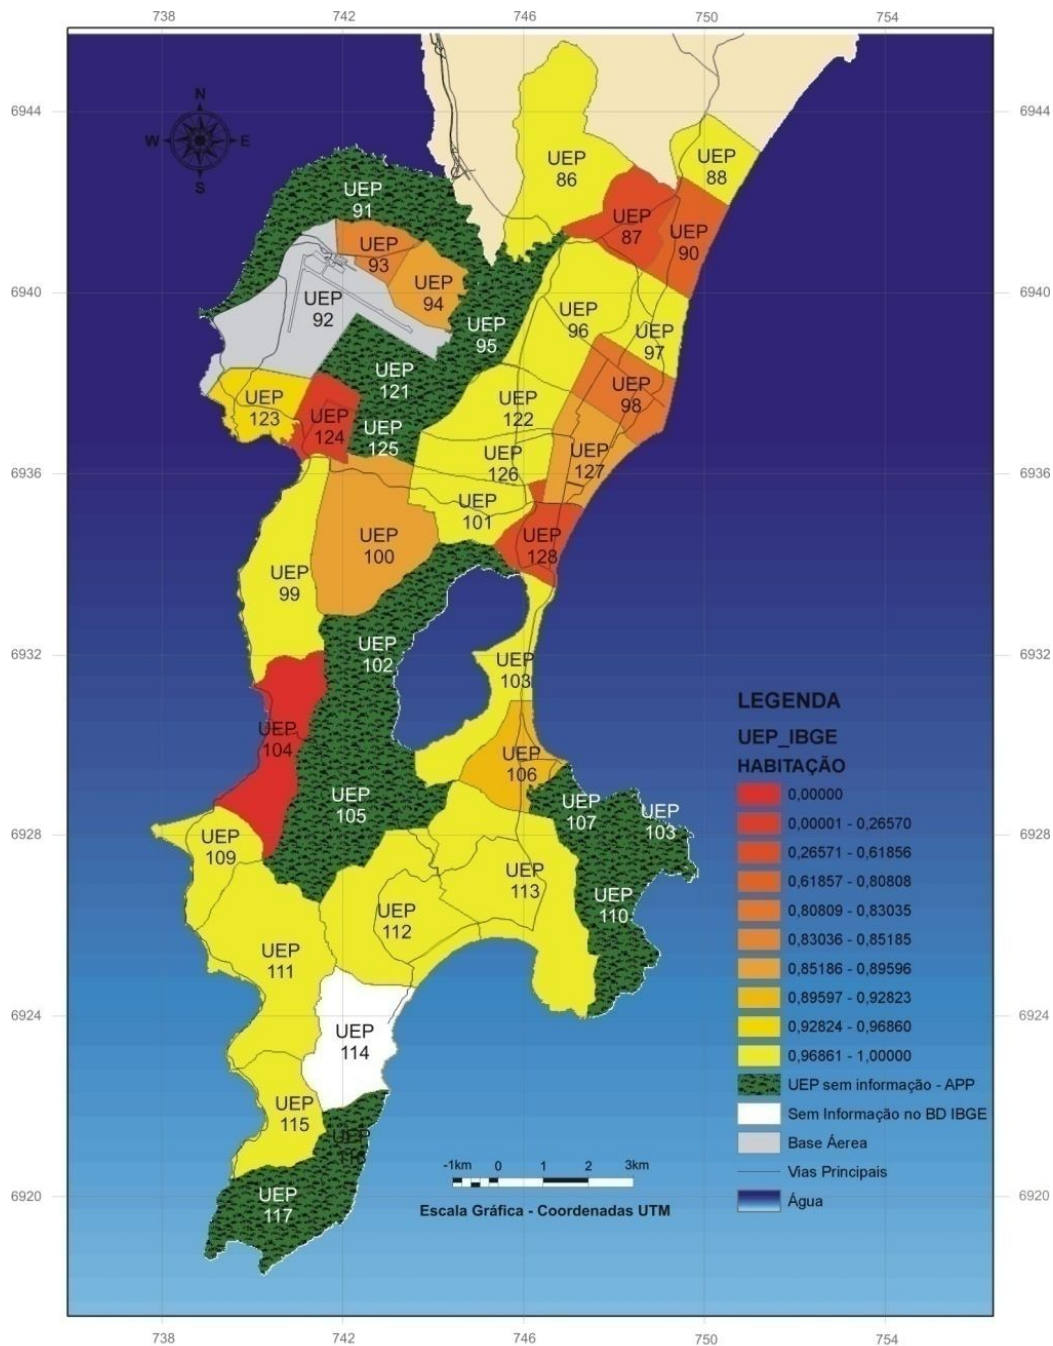 738
742
746
750
754
6944
6944
N
W
E
S
UEP
86
UEP
88
UEP
91
UEP
87
UEP
90
UEP
93
UEP
94
6940
6940
UEP
92
UEP
95
UEP
96
UEP
97
UEP
121
UEP
98
UEP
123
UEP
124
UEP
125
UEP
122
UEP
126
UEP
127
6936
6936
UEP
101
UEP
100
UEP
128
UEP
99
6932
6932
UEP
102
UEP
103
UEP
104
UEP
106
UEP
105
UEP
107
UEP
103
6928
6928
UEP
109
UEP
113
UEP
110
UEP
112
UEP
111
6924
6924
UEP
114
UEP
115
UEP
6920
6920
UEP
117
LEGENDA
UEP_IBGE
HABITAÇÃO
0,00000
0,00001 - 0,26570
0,26571 - 0,61856
0,61857 - 0,80808
0,80809 - 0,83035
0,83036 - 0,85185
0,85186 - 0,89596
0,89597 - 0,92823
0,92824 - 0,96860
0,96861 - 1,00000
UEP sem informação - APP
Sem Informação no BD IBGE
Base Áerea
Vias Principais
Água
-1km 0 1 2 3km
Escala Gráfica - Coordenadas UTM
738
742
746
750
754